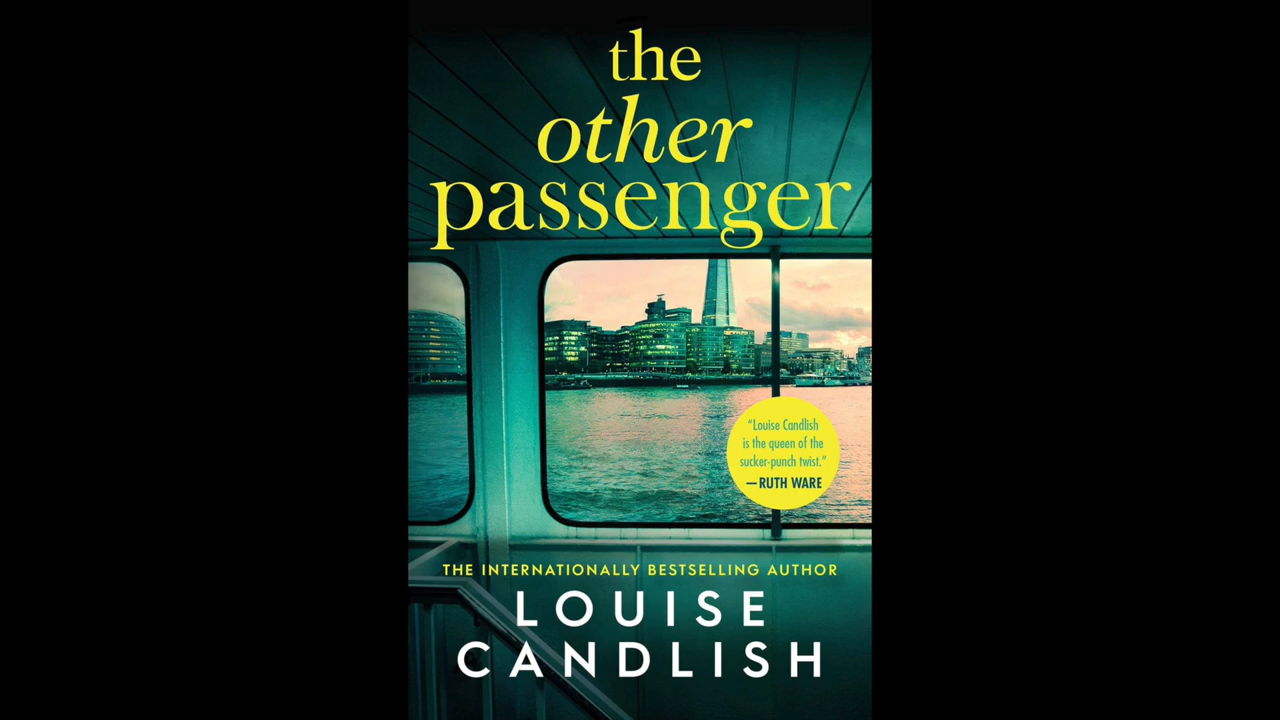 the
other
passenger
“Louise Candlish
is the queen of the
sucker-punch twist.”
—RUTH WARE
THE INTERNATIONALLY BESTSELLING AUTHOR
LOUISE
CANDLISH